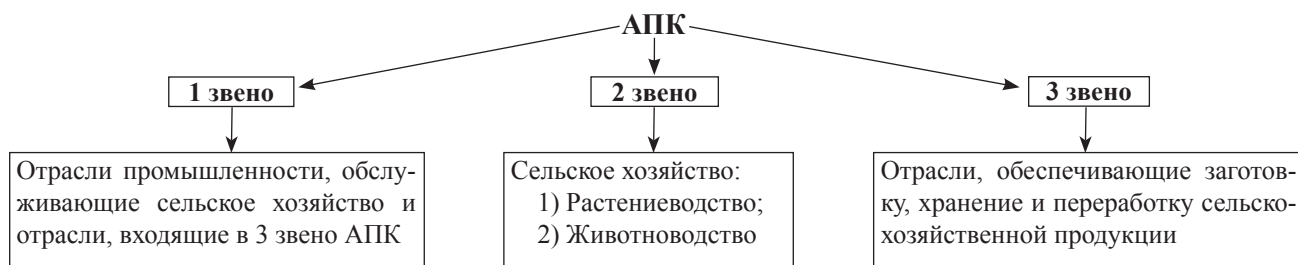 АПК
1 звено
2 звено
3 звено
Отрасли промышленности, обслу-
живающие сельское хозяйство и
отрасли, входящие в 3 звено АПК
Сельское хозяйство:
1) Растениеводство;
2) Животноводство
Отрасли, обеспечивающие заготов-
ку, хранение и переработку сельско-
хозяйственной продукции